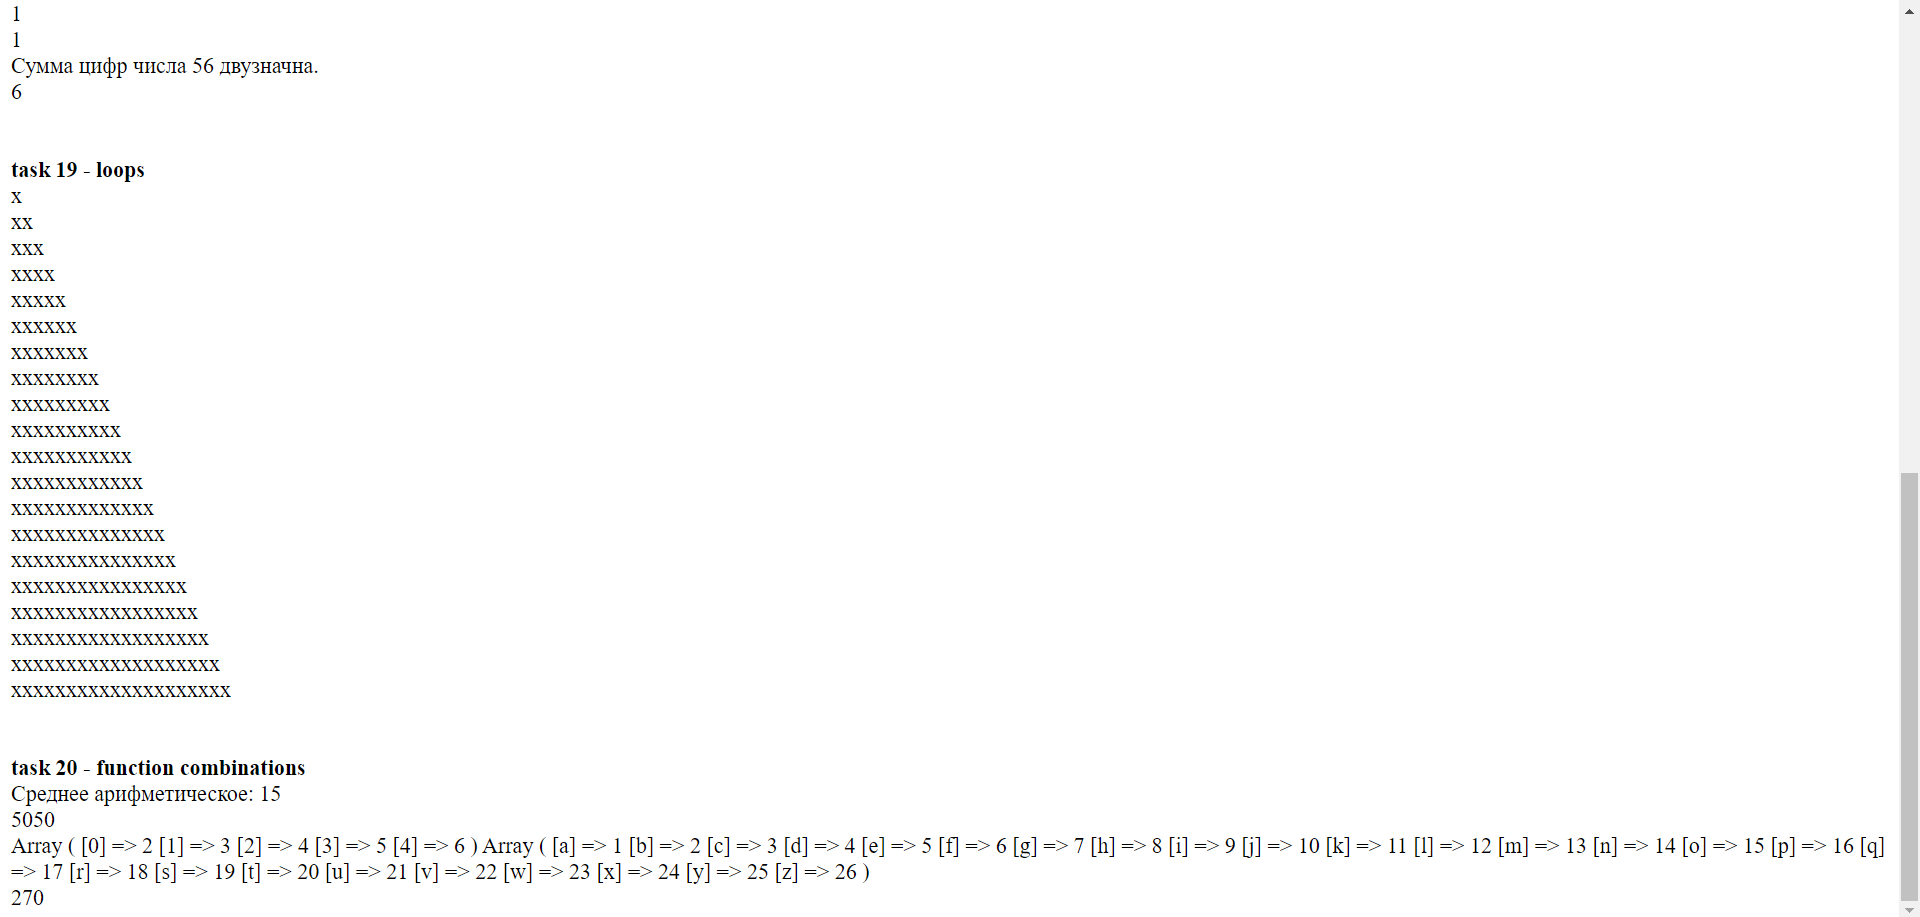 1
1
Сумма цифр числа 56 двузначна.
6
task 19 - loops
x
xx
xxx
xxxx
xxxxx
xxxxxx
xxxxxxx
xxxxxxxx
xxxxxxxxx
xxxxxxxxxx
xxxxxxxxxxx
xxxxxxxxxxxx
xxxxxxxxxxxxx
xxxxxxxxxxxxxx
xxxxxxxxxxxxxxx
xxxxxxxxxxxxxxxx
xxxxxxxxxxxxxxxxx
xxxxxxxxxxxxxxxxxx
xxxxxxxxxxxxxxxxxxx
xxxxxxxxxxxxxxxxxxxx
task 20 - function combinations
Среднее арифметическое: 15
5050
Array ( [0] => 2 [1] => 3 [2] => 4 [3] => 5 [4] => 6 ) Array ( [a] => 1 [b] => 2 [c] => 3 [d] => 4 [e] => 5 [f] => 6 [g] => 7 [h] => 8 [i] => 9 [j] => 10 [k] => 11 [l] => 12 [m] => 13 [n] => 14 [o] => 15 [p] => 16 [q]
=> 17 [r] => 18 [s] => 19 [t] => 20 [u] => 21 [v] => 22 [w] => 23 [x] => 24 [y] => 25 [z] => 26 )
270